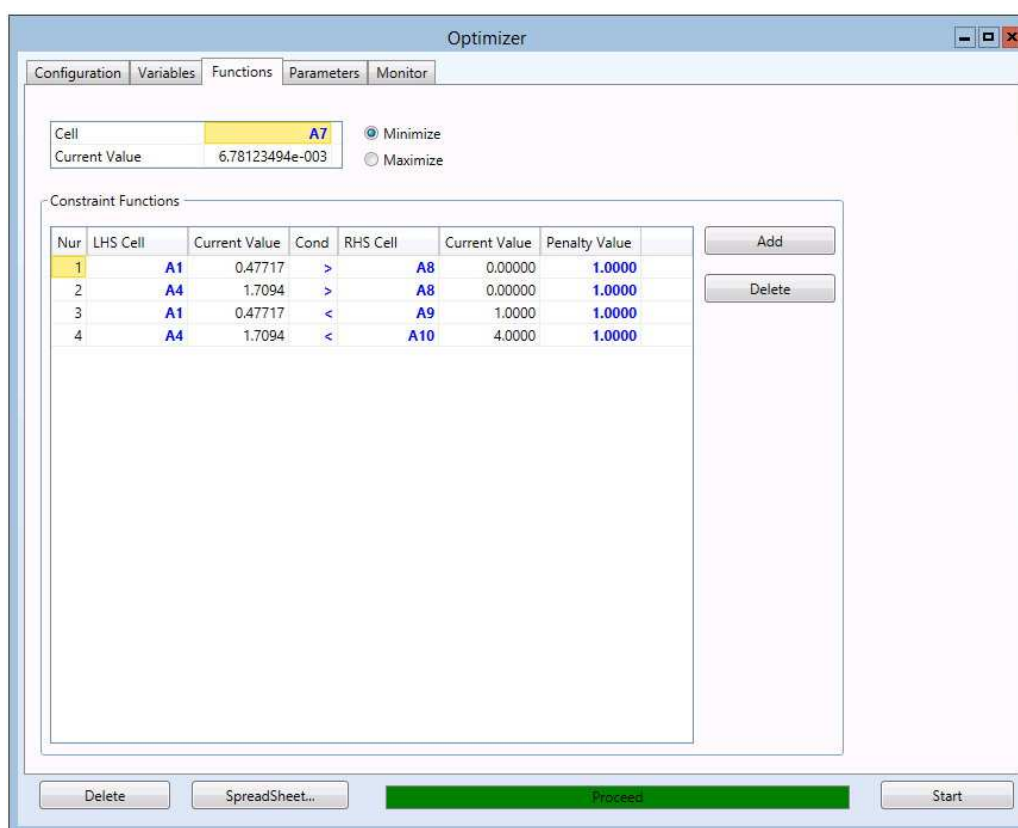 Optimizer
Configuration Variables Functions Parameters Monitor
Cell A7 Minimize
Current Value 6.78123494e-003 Maximize
Constraint Functions
Nur LHS Cell Current Value Cond RHS Cell Current Value Penalty Value Add
1 A1 0.47717 > A8 0.00000 1.0000
2 A4 1.7094 > A8 0.00000 1.0000 Delete
3 A1 0.47717 < A9 1.0000 1.0000
4 A4 1.7094 < A10 4.0000 1.0000
Delete SpreadSheet... Proceed Start